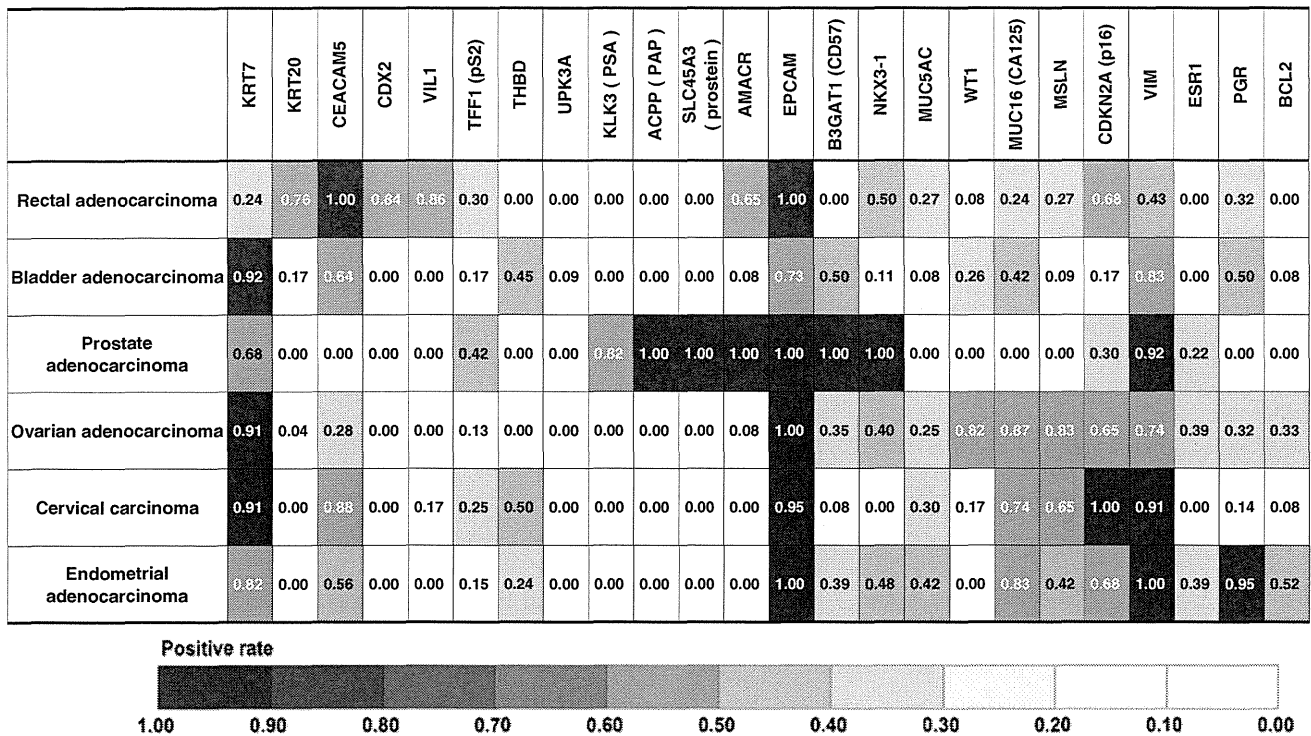 KRT7 KRT20 CEACAM5 CDX2 VIL1 TFF1 (pS2) THBD UPK3A KLK3 ( PSA ) ACPP ( PAP ) SLC45A3 ( prostein ) AMACR EPCAM B3GAT1 (CD57) NKX3-1 MUC5AC WT1 MUC16 (CA125) MSLN CDKN2A (p16) VIM ESR1 PGR BCL2
Rectal adenocarcinoma 0.24 0.76 1.00 0.84 0.86 0.30 0.00 0.00 0.00 0.00 0.00 0.65 1.00 0.00 0.50 0.27 0.08 0.24 0.27 0.68 0.43 0.00 0.32 0.00
Bladder adenocarcinoma 0.92 0.17 0.64 0.00 0.00 0.17 0.45 0.09 0.00 0.00 0.00 0.08 0.73 0.50 0.11 0.08 0.26 0.42 0.09 0.17 0.83 0.00 0.50 0.08
Prostate
adenocarcinoma 0.68 0.00 0.00 0.00 0.00 0.42 0.00 0.00 0.82 1.00 1.00 1.00 1.00 1.00 1.00 0.00 0.00 0.00 0.00 0.30 0.92 0.22 0.00 0.00
Ovarian adenocarcinoma 0.91 0.04 0.28 0.00 0.00 0.13 0.00 0.00 0.00 0.00 0.00 0.08 1.00 0.35 0.40 0.25 0.82 0.87 0.83 0.65 0.74 0.39 0.32 0.33
Cervical carcinoma 0.91 0.00 0.88 0.00 0.17 0.25 0.50 0.00 0.00 0.00 0.00 0.00 0.95 0.08 0.00 0.30 0.17 0.74 0.65 1.00 0.91 0.00 0.14 0.08
Endometrial
adenocarcinoma 0.82 0.00 0.56 0.00 0.00 0.15 0.24 0.00 0.00 0.00 0.00 0.00 1.00 0.39 0.48 0.42 0.00 0.83 0.42 0.68 1.00 0.39 0.95 0.52
Positive rate
1.00 0.90 0.80 0.70 0.60 0.50 0.40 0.30 0.20 0.10 0.00